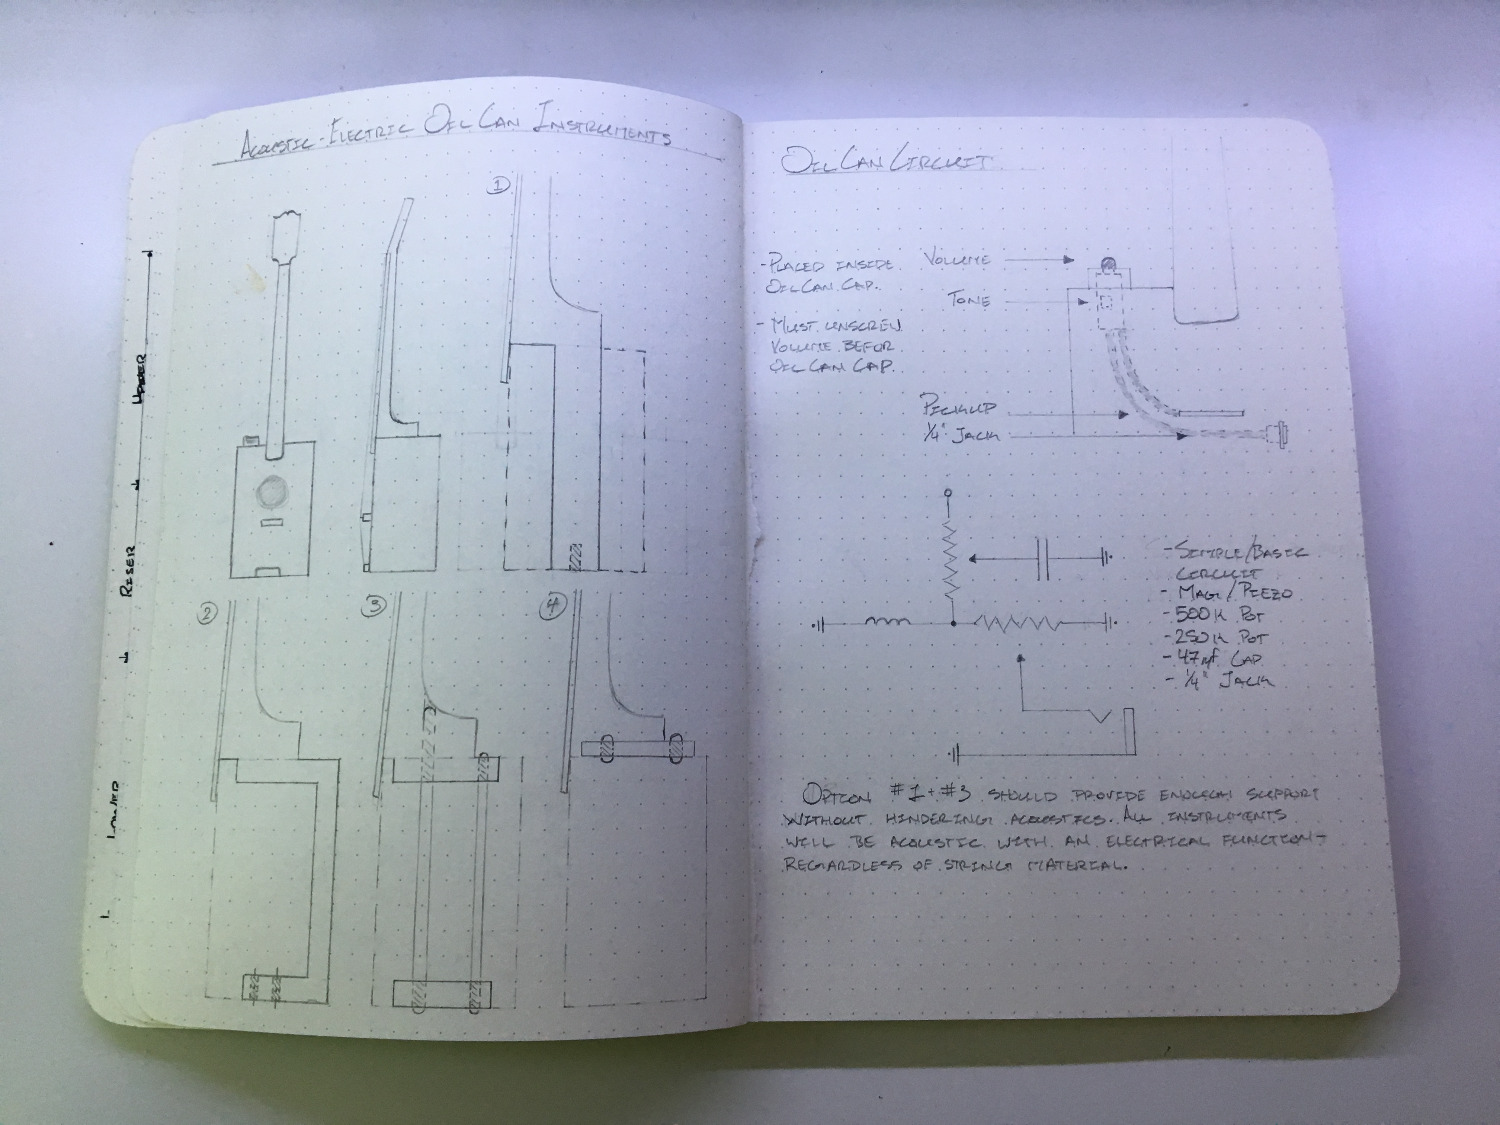 ACOUSTIC-ELECTRIC OIL CAN INSTRUMENTS
1
2
3
4
UPPER
RISER
LOWER
OIL CAN CIRCUIT
- PLACED INSIDE
OIL CAN CAP.
- MUST UNSCREW
VOLUME BEFOR
OIL CAN CAP.
VOLUME
TONE
PICKUP
1/4" JACK
- SIMPLE/BASIC
CIRCUIT
- MAG/PIEZO
- 500K POT
- 250K POT
- 47nf CAP
- 1/4" JACK
OPTION #1 + #3 SHOULD PROVIDE ENOUGH SUPPORT
WITHOUT HINDERING ACOUSTICS. ALL INSTRUMENTS
WILL BE ACOUSTIC WITH AN ELECTRICAL FUNCTION-
REGARDLESS OF STRING MATERIAL.